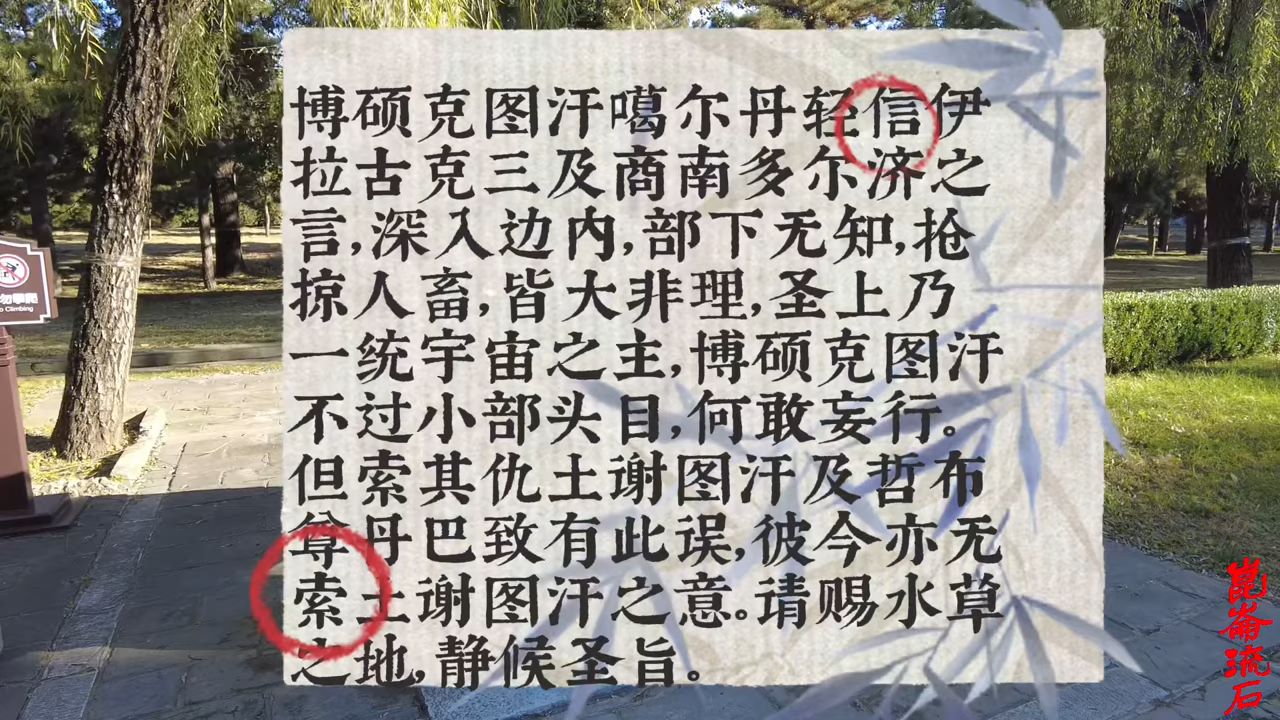 博硕克图汗噶尔丹轻信伊
拉古克三及商南多尔济之
言,深入边内,部下无知,抢
掠人畜,皆大非理,圣上乃
一统宇宙之主,博硕克图汗
不过小部头目,何敢妄行。
但索其仇土谢图汗及哲布
尊丹巴致有此误,彼今亦无
索土谢图汗之意。请赐水草
之地,静候圣旨。
勿攀爬
o Climbing
崑崙流石